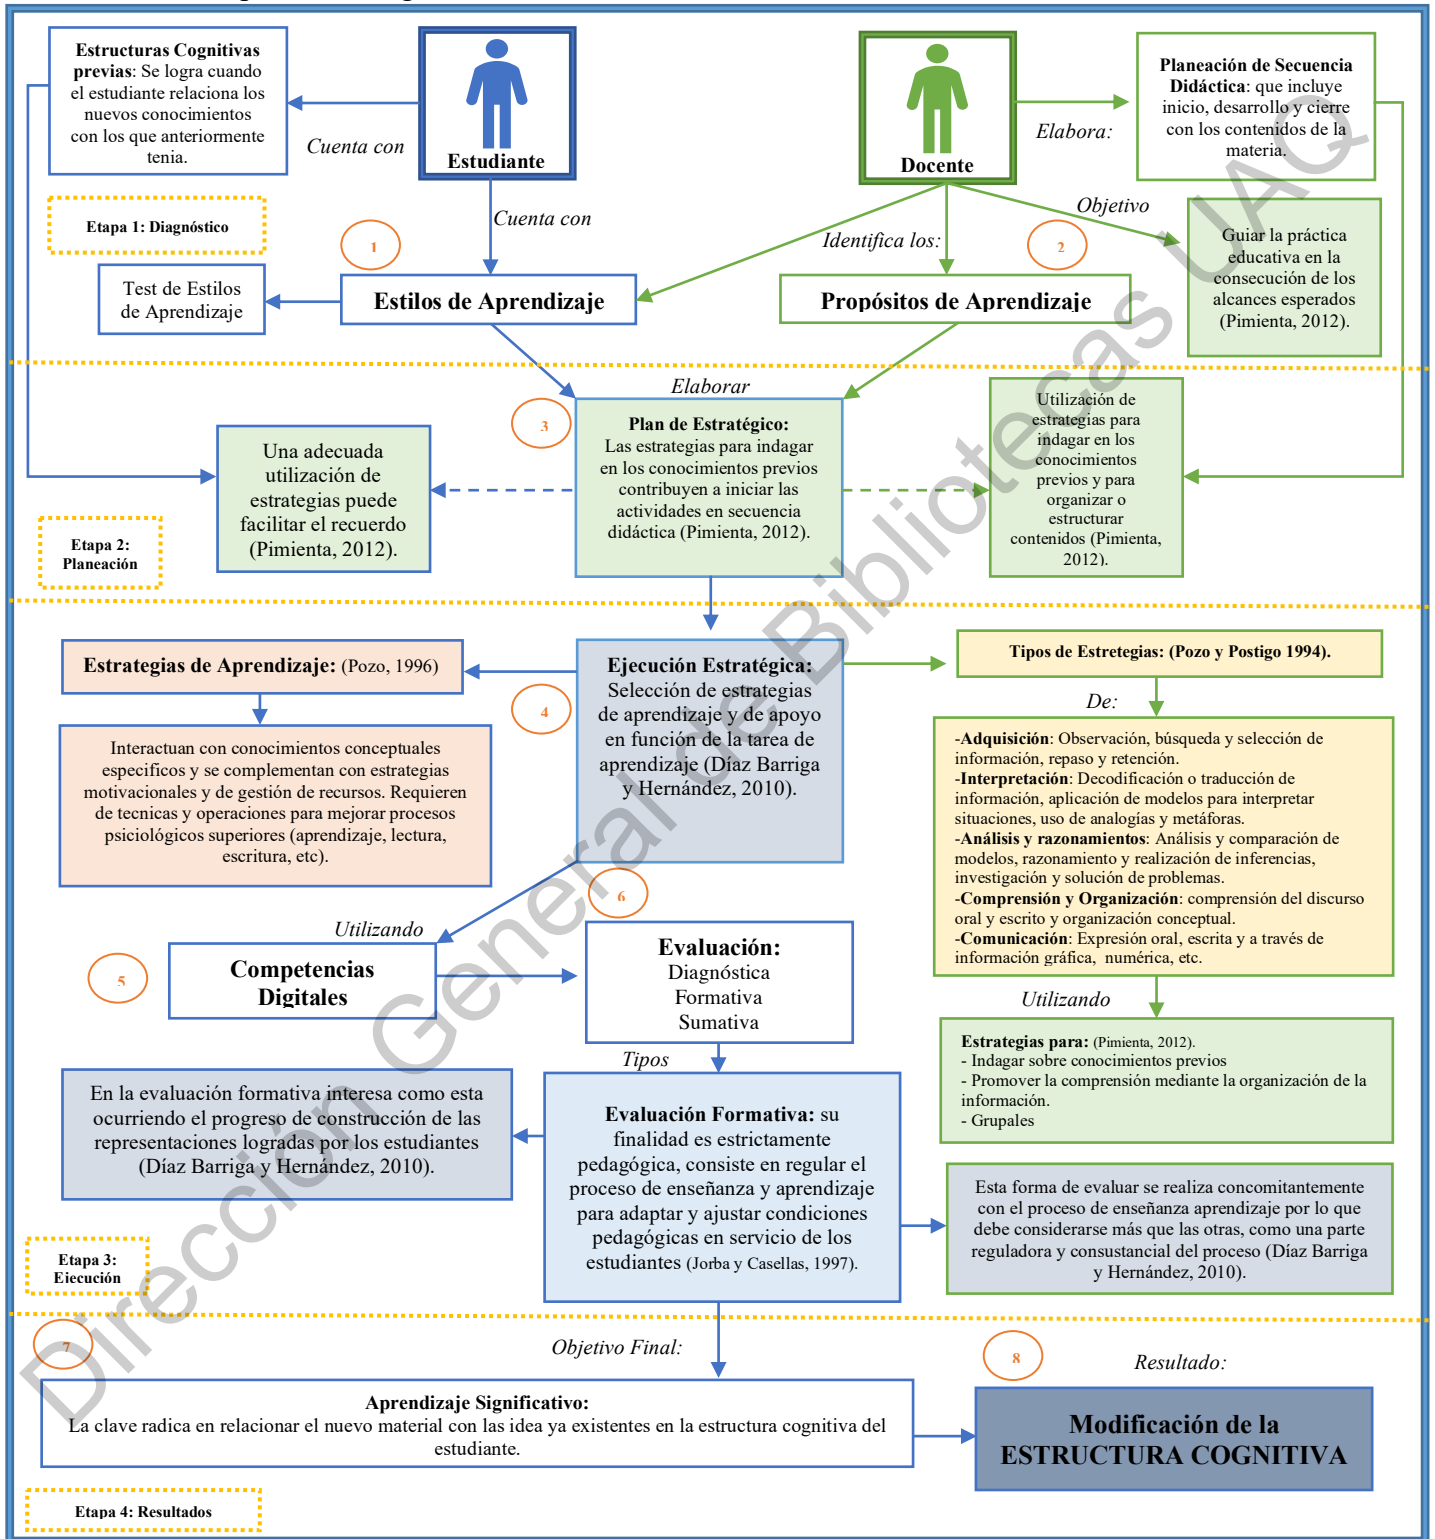 Estructuras Cognitivas
previas: Se logra cuando
el estudiante relaciona los
nuevos conocimientos
con los que anteriormente
tenia.
Cuenta con
Estudiante
Docente
Elabora:
Planeación de Secuencia
Didáctica: que incluye
inicio, desarrollo y cierre
con los contenidos de la
materia.
Etapa 1: Diagnóstico
Cuenta con
1
Identifica los:
2
Objetivo
Guiar la práctica
educativa en la
consecución de los
alcances esperados
(Pimienta, 2012).
Test de Estilos
de Aprendizaje
Estilos de Aprendizaje
Propósitos de Aprendizaje
Elaborar
3
Plan de Estratégico:
Las estrategias para indagar
en los conocimientos previos
contribuyen a iniciar las
actividades en secuencia
didáctica (Pimienta, 2012).
Una adecuada
utilización de
estrategias puede
facilitar el recuerdo
(Pimienta, 2012).
Utilización de
estrategias para
indagar en los
conocimientos
previos y para
organizar o
estructurar
contenidos (Pimienta,
2012).
Etapa 2:
Planeación
Estrategias de Aprendizaje: (Pozo, 1996)
4
Ejecución Estratégica:
Selección de estrategias
de aprendizaje y de apoyo
en función de la tarea de
aprendizaje (Díaz Barriga
y Hernández, 2010).
Tipos de Estretegias: (Pozo y Postigo 1994).
De:
Interactuan con conocimientos conceptuales
especificos y se complementan con estrategias
motivacionales y de gestión de recursos. Requieren
de tecnicas y operaciones para mejorar procesos
psiciológicos superiores (aprendizaje, lectura,
escritura, etc).
-Adquisición: Observación, búsqueda y selección de
información, repaso y retención.
-Interpretación: Decodificación o traducción de
información, aplicación de modelos para interpretar
situaciones, uso de analogías y metáforas.
-Análisis y razonamientos: Análisis y comparación de
modelos, razonamiento y realización de inferencias,
investigación y solución de problemas.
-Comprensión y Organización: comprensión del discurso
oral y escrito y organización conceptual.
-Comunicación: Expresión oral, escrita y a través de
información gráfica, numérica, etc.
Utilizando
6
5
Competencias
Digitales
Evaluación:
Diagnóstica
Formativa
Sumativa
Tipos
Utilizando
Estrategias para: (Pimienta, 2012).
- Indagar sobre conocimientos previos
- Promover la comprensión mediante la organización de la
información.
- Grupales
En la evaluación formativa interesa como esta
ocurriendo el progreso de construcción de las
representaciones logradas por los estudiantes
(Díaz Barriga y Hernández, 2010).
Evaluación Formativa: su
finalidad es estrictamente
pedagógica, consiste en regular el
proceso de enseñanza y aprendizaje
para adaptar y ajustar condiciones
pedagógicas en servicio de los
estudiantes (Jorba y Casellas, 1997).
Esta forma de evaluar se realiza concomitantemente
con el proceso de enseñanza aprendizaje por lo que
debe considerarse más que las otras, como una parte
reguladora y consustancial del proceso (Díaz Barriga
y Hernández, 2010).
Etapa 3:
Ejecución
7
Objetivo Final:
8
Resultado:
Aprendizaje Significativo:
La clave radica en relacionar el nuevo material con las idea ya existentes en la estructura cognitiva del
estudiante.
Modificación de la
ESTRUCTURA COGNITIVA
Etapa 4: Resultados
Dirección General de Bibliotecas UAQ